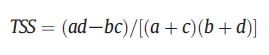 TSS = (ad−bc)/[(a + c)(b + d)]